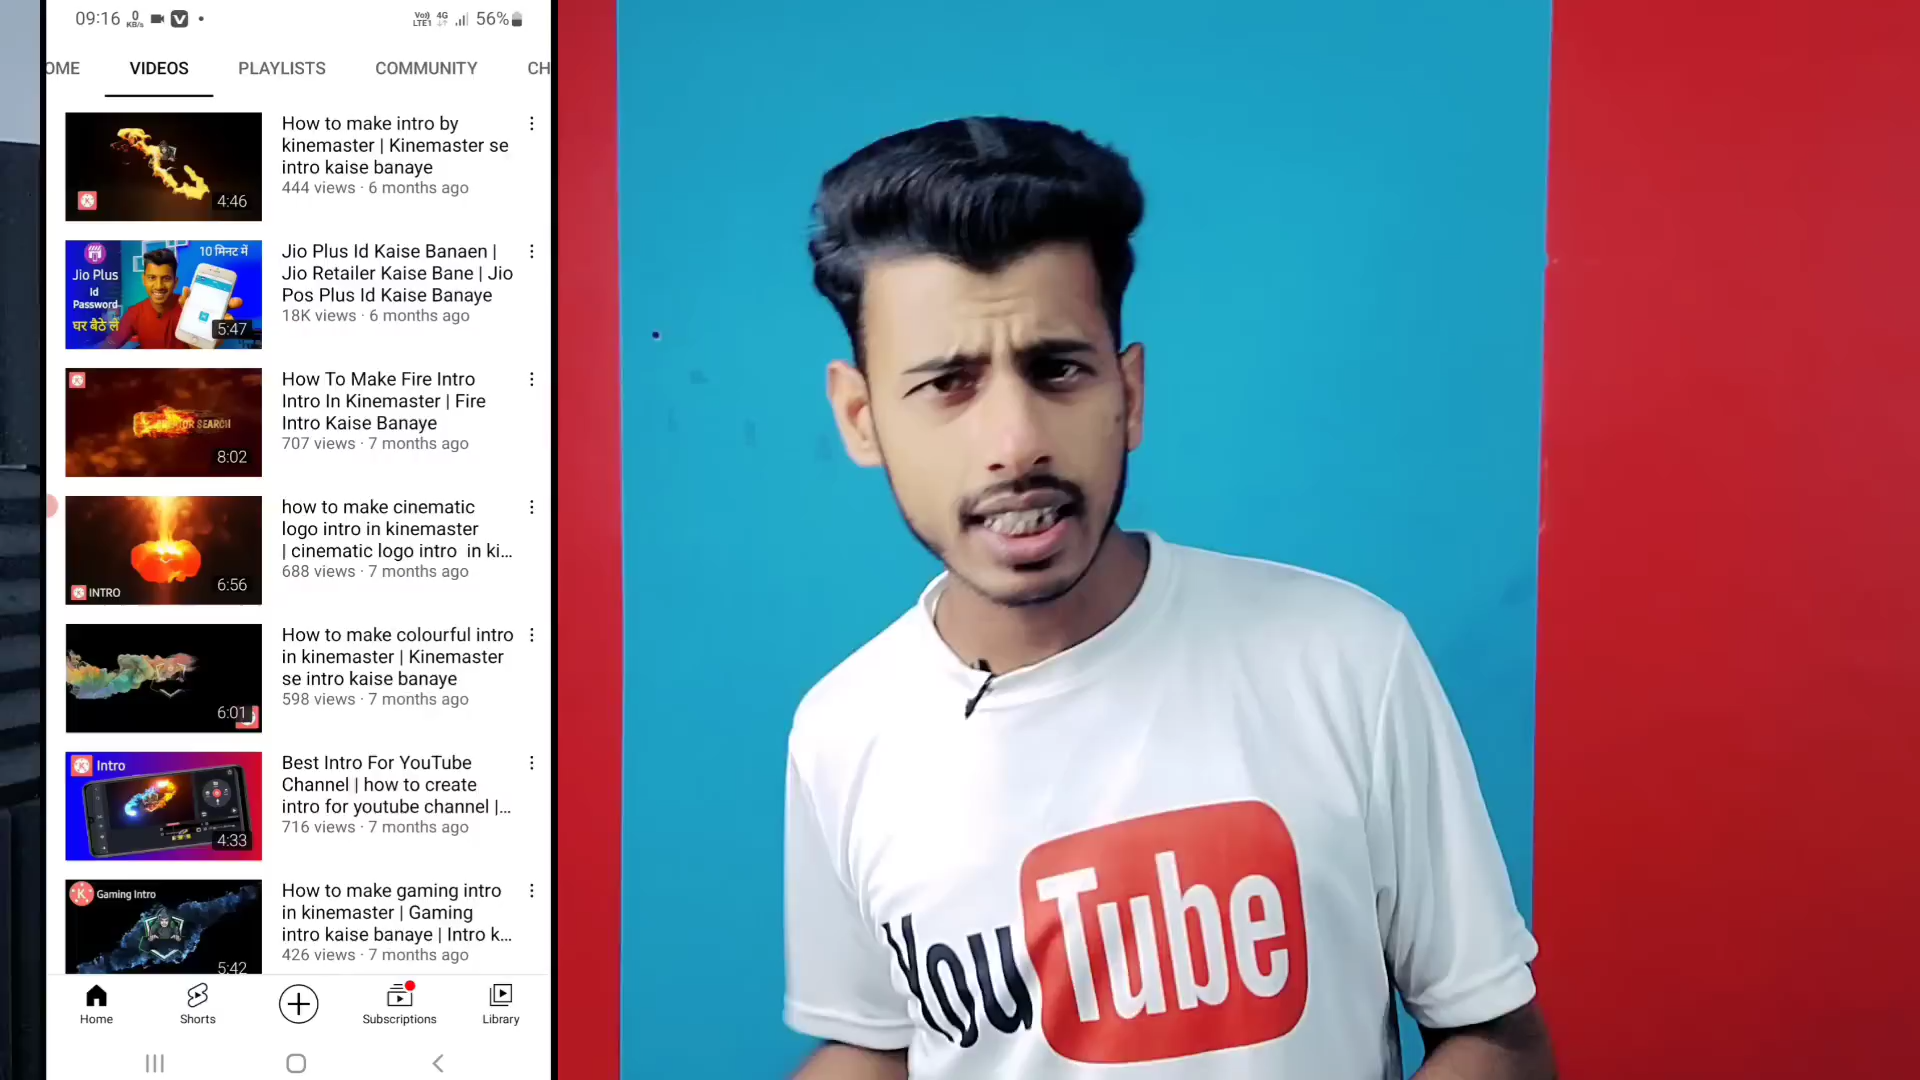 09:16 0 KB/s V Vo)) LTE1 4G 56%
OME VIDEOS PLAYLISTS COMMUNITY CH
4:46
How to make intro by
kinemaster | Kinemaster se
intro kaise banaye
444 views · 6 months ago
10 मिनट में
Jio Plus
Id
Password
घर बैठे लें
5:47
Jio Plus Id Kaise Banaen |
Jio Retailer Kaise Bane | Jio
Pos Plus Id Kaise Banaye
18K views · 6 months ago
SEARCH
8:02
How To Make Fire Intro
Intro In Kinemaster | Fire
Intro Kaise Banaye
707 views · 7 months ago
INTRO
6:56
how to make cinematic
logo intro in kinemaster
| cinematic logo intro in ki...
688 views · 7 months ago
6:01
How to make colourful intro
in kinemaster | Kinemaster
se intro kaise banaye
598 views · 7 months ago
Intro
4:33
Best Intro For YouTube
Channel | how to create
intro for youtube channel |...
716 views · 7 months ago
K Gaming Intro
5:42
How to make gaming intro
in kinemaster | Gaming
intro kaise banaye | Intro k...
426 views · 7 months ago
Home Shorts Subscriptions Library
YouTube